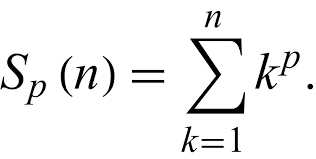 $S_p(n) = \sum_{k=1}^{n} k^p.$